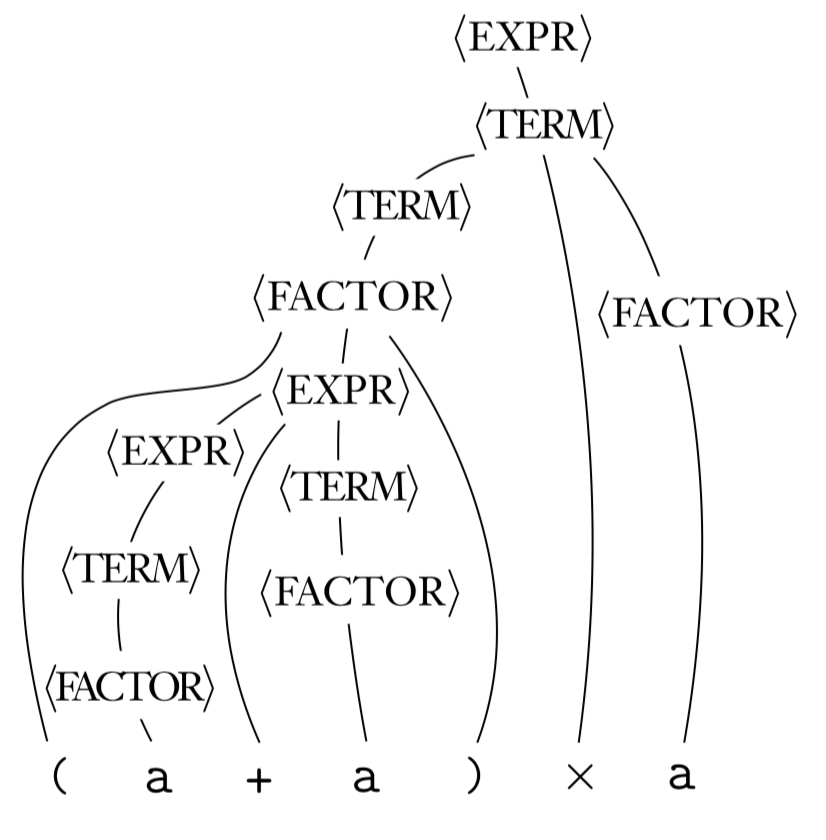 ⟨EXPR⟩
⟨TERM⟩
⟨TERM⟩
⟨FACTOR⟩
⟨FACTOR⟩
⟨EXPR⟩
⟨EXPR⟩
⟨TERM⟩
⟨TERM⟩
⟨FACTOR⟩
⟨FACTOR⟩
( a + a ) × a